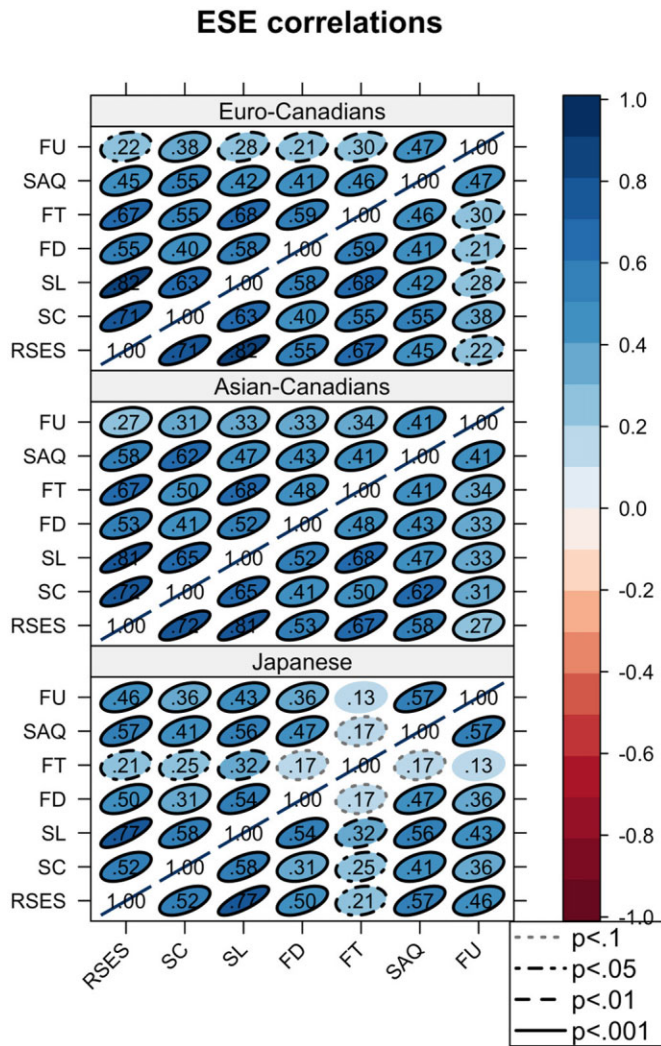 ESE correlations
Euro-Canadians
FU .22 .38 .28 .21 .30 .47 1.00
SAQ .45 .55 .42 .41 .46 1.00 .47
FT .67 .55 .68 .59 1.00 .46 .30
FD .55 .40 .58 1.00 .59 .41 .21
SL .82 .63 1.00 .58 .68 .42 .28
SC .71 1.00 .63 .40 .55 .55 .38
RSES 1.00 .71 .82 .55 .67 .45 .22
Asian-Canadians
FU .27 .31 .33 .33 .34 .41 1.00
SAQ .58 .62 .47 .43 .41 1.00 .41
FT .67 .50 .68 .48 1.00 .41 .34
FD .53 .41 .52 1.00 .48 .43 .33
SL .81 .65 1.00 .52 .68 .47 .33
SC .72 1.00 .65 .41 .50 .62 .31
RSES 1.00 .72 .81 .53 .67 .58 .27
Japanese
FU .46 .36 .43 .36 .13 .57 1.00
SAQ .57 .41 .56 .47 .17 1.00 .57
FT .21 .25 .32 .17 1.00 .17 .13
FD .50 .31 .54 1.00 .17 .47 .36
SL .77 .58 1.00 .54 .32 .56 .43
SC .52 1.00 .58 .31 .25 .41 .36
RSES 1.00 .52 .77 .50 .21 .57 .46
RSES SC SL FD FT SAQ FU
1.0
0.8
0.6
0.4
0.2
0.0
-0.2
-0.4
-0.6
-0.8
-1.0
p<.1
p<.05
p<.01
p<.001